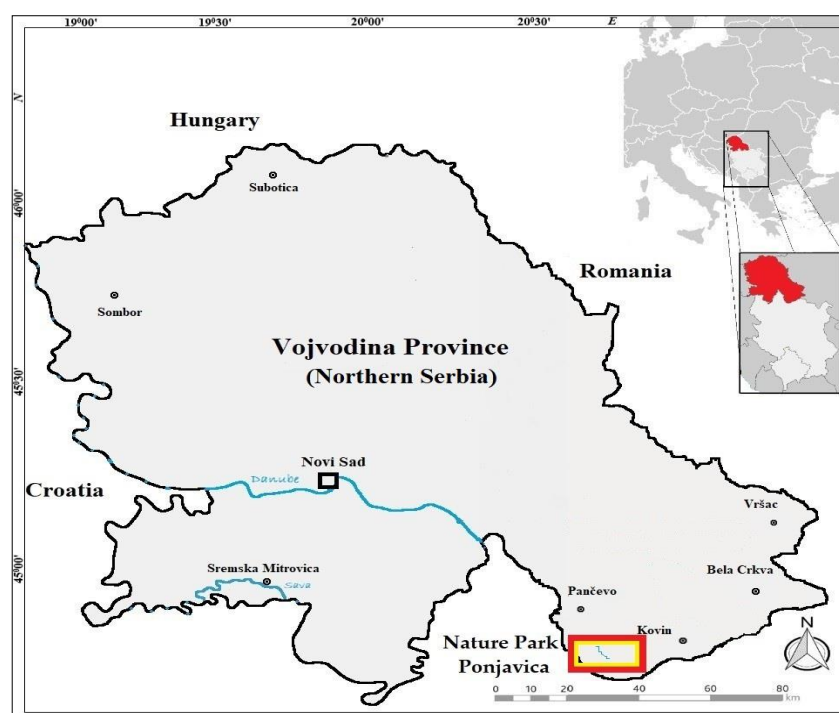 19°00' 19°30' 20°00' 20°30' E
N
46°00'
45°30'
45°00'
Hungary
Subotica
Romania
Sombor
Vojvodina Province
(Northern Serbia)
Novi Sad
Danube
Croatia
Vršac
Sremska Mitrovica
Sava
Bela Crkva
Pančevo
Kovin
Nature Park
Ponjavica
N
0 20 40 60 80
km